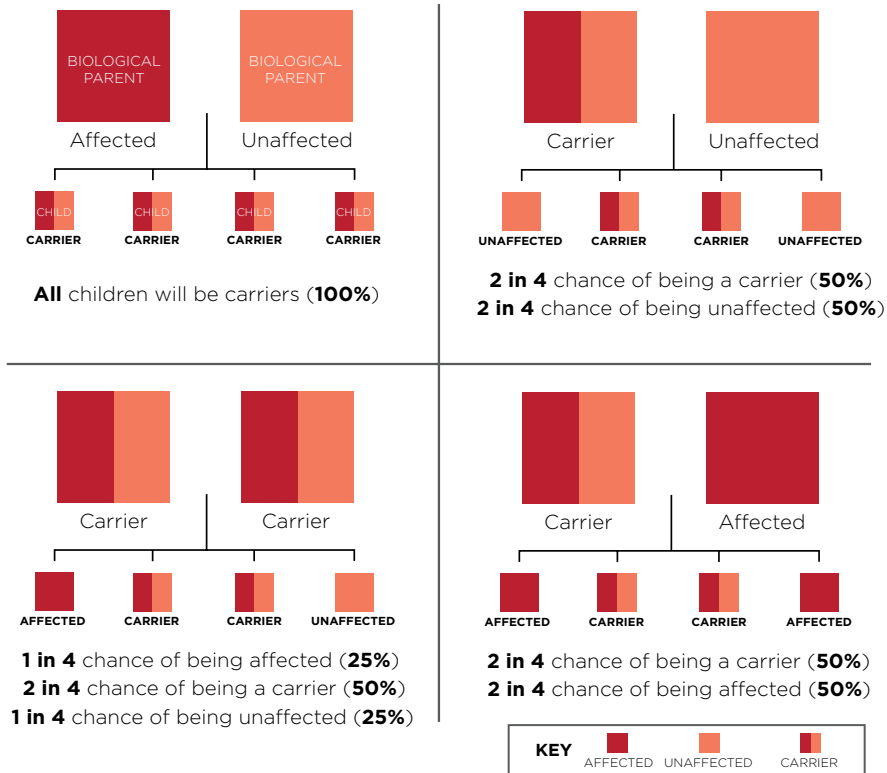 BIOLOGICAL
PARENT
BIOLOGICAL
PARENT
Affected
Unaffected
CHILD
CHILD
CHILD
CHILD
CARRIER
CARRIER
CARRIER
CARRIER
All children will be carriers (100%)
Carrier
Unaffected
UNAFFECTED
CARRIER
CARRIER
UNAFFECTED
2 in 4 chance of being a carrier (50%)
2 in 4 chance of being unaffected (50%)
Carrier
Carrier
AFFECTED
CARRIER
CARRIER
UNAFFECTED
1 in 4 chance of being affected (25%)
2 in 4 chance of being a carrier (50%)
1 in 4 chance of being unaffected (25%)
Carrier
Affected
AFFECTED
CARRIER
CARRIER
AFFECTED
2 in 4 chance of being a carrier (50%)
2 in 4 chance of being affected (50%)
KEY
AFFECTED
UNAFFECTED
CARRIER